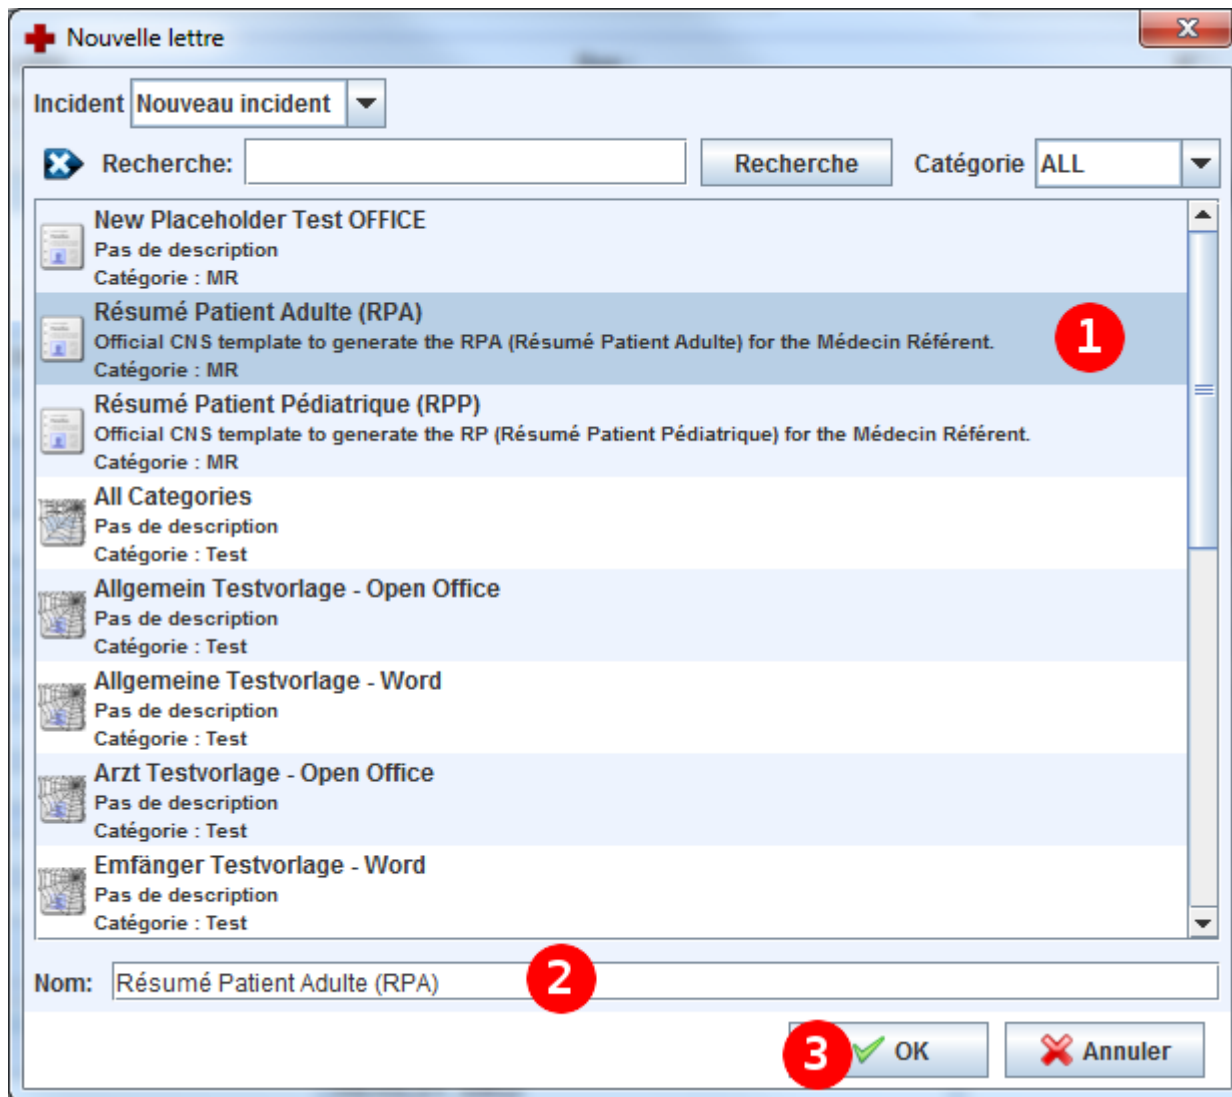 Nouvelle lettre
Incident Nouveau incident
Recherche: Recherche Catégorie ALL
New Placeholder Test OFFICE
Pas de description
Catégorie : MR
Résumé Patient Adulte (RPA)
Official CNS template to generate the RPA (Résumé Patient Adulte) for the Médecin Référent.
1
Catégorie : MR
Résumé Patient Pédiatrique (RPP)
Official CNS template to generate the RP (Résumé Patient Pédiatrique) for the Médecin Référent.
Catégorie : MR
All Categories
Pas de description
Catégorie : Test
Allgemein Testvorlage - Open Office
Pas de description
Catégorie : Test
Allgemeine Testvorlage - Word
Pas de description
Catégorie : Test
Arzt Testvorlage - Open Office
Pas de description
Catégorie : Test
Emfänger Testvorlage - Word
Pas de description
Catégorie : Test
Nom: Résumé Patient Adulte (RPA) 2
3 OK Annuler